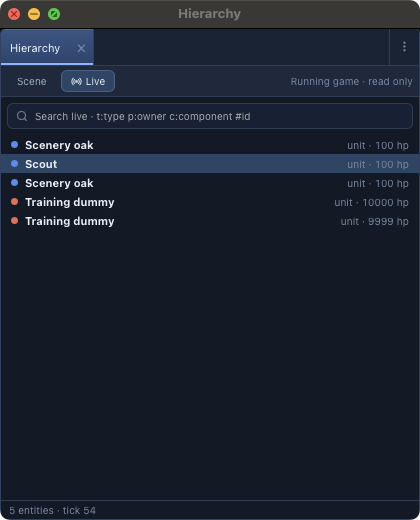 Hierarchy
Hierarchy
Scene Live Running game · read only
Search live · t:type p:owner c:component #id
Scenery oak unit · 100 hp
Scout unit · 100 hp
Scenery oak unit · 100 hp
Training dummy unit · 10000 hp
Training dummy unit · 9999 hp
5 entities · tick 54